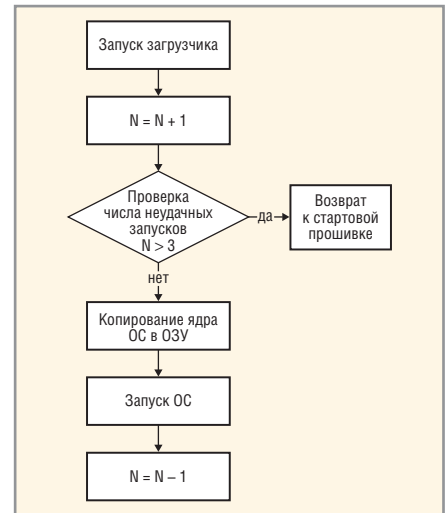 Запуск загрузчика
N = N + 1
Проверка
числа неудачных
запусков
N > 3
да
Возврат
к стартовой
прошивке
нет
Копирование ядра
ОС в ОЗУ
Запуск ОС
N = N – 1